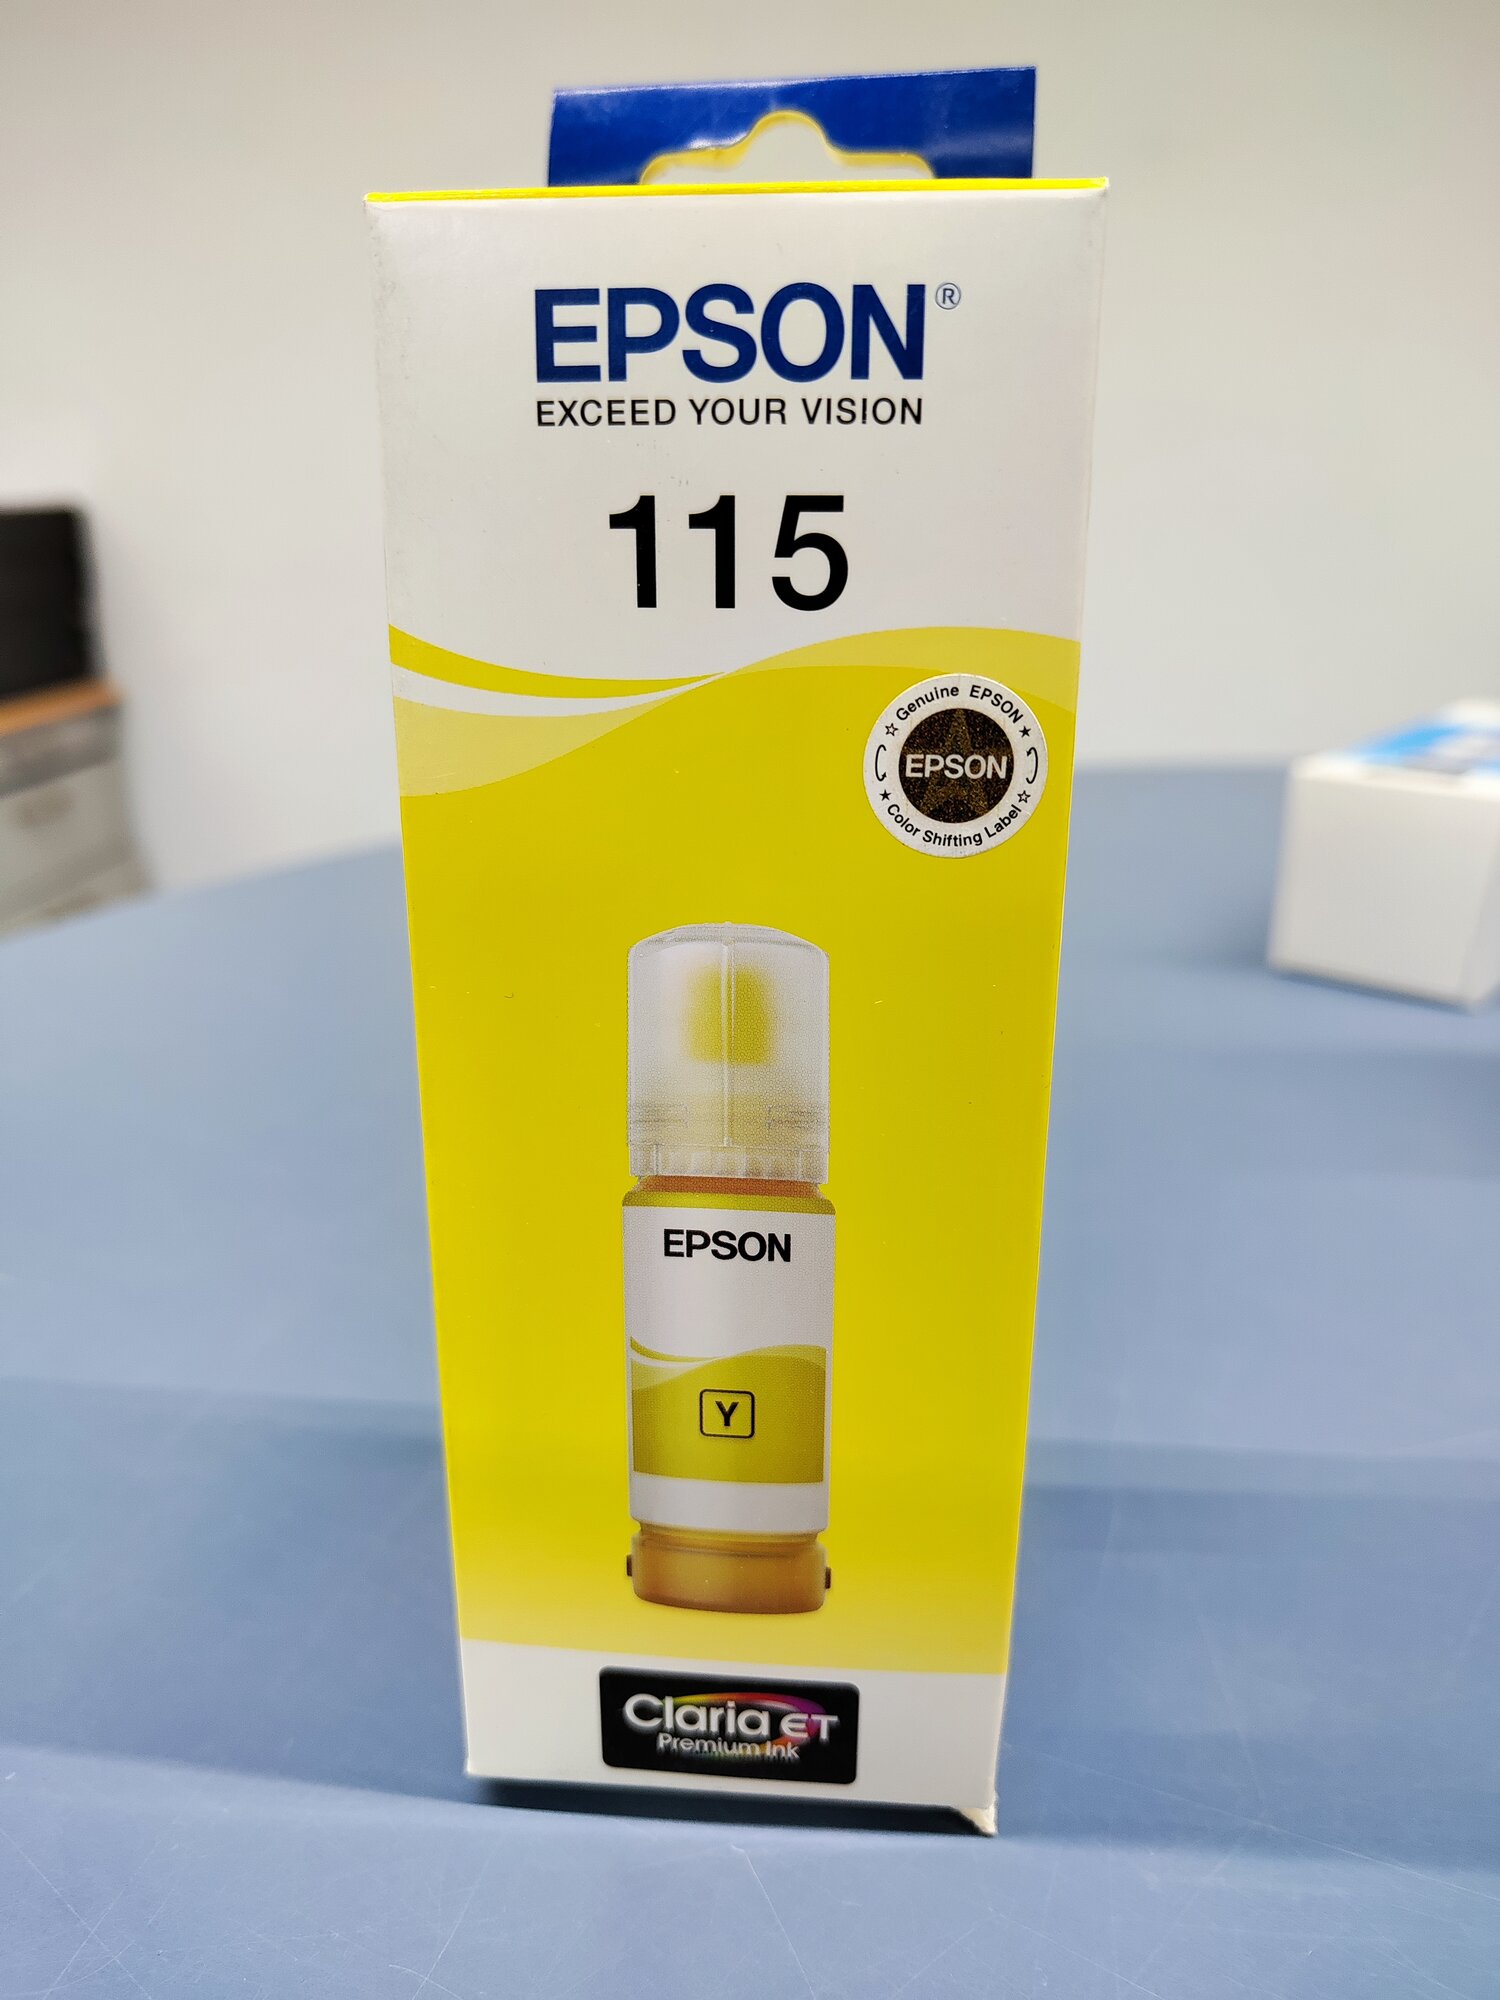 EPSON®
EXCEED YOUR VISION
115
☆ Genuine EPSON ★
EPSON
★ Color Shifting Label ☆
EPSON
Y
Claria ET
Premium Ink